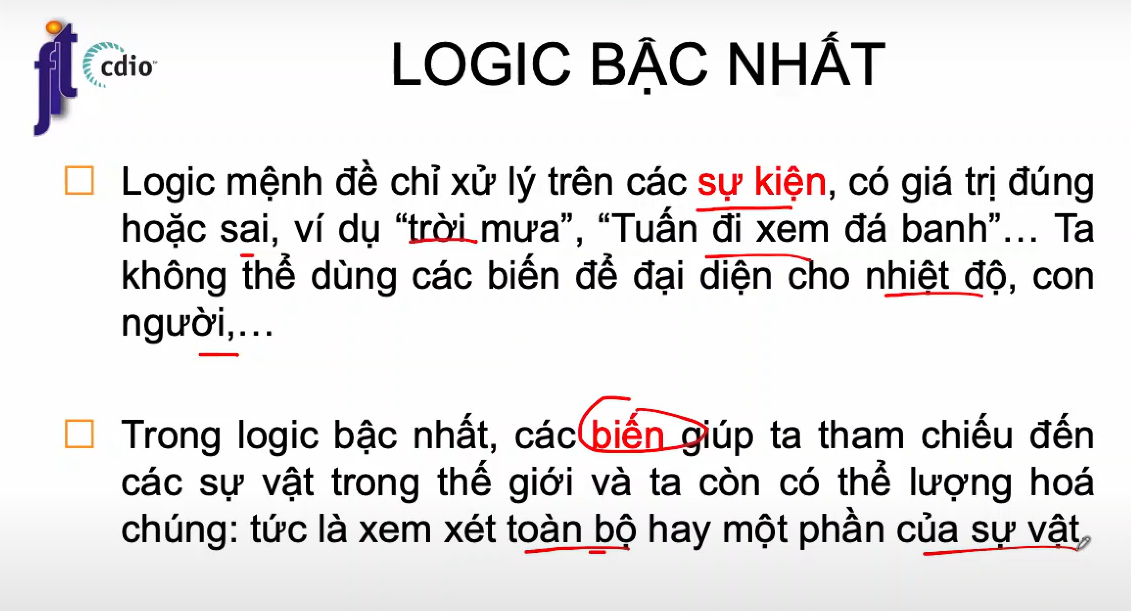 fit
cdio™
LOGIC BẬC NHẤT
Logic mệnh đề chỉ xử lý trên các sự kiện, có giá trị đúng
hoặc sai, ví dụ “trời mưa”, “Tuấn đi xem đá banh”… Ta
không thể dùng các biến để đại diện cho nhiệt độ, con
người,…
Trong logic bậc nhất, các biến giúp ta tham chiếu đến
các sự vật trong thế giới và ta còn có thể lượng hoá
chúng: tức là xem xét toàn bộ hay một phần của sự vật.